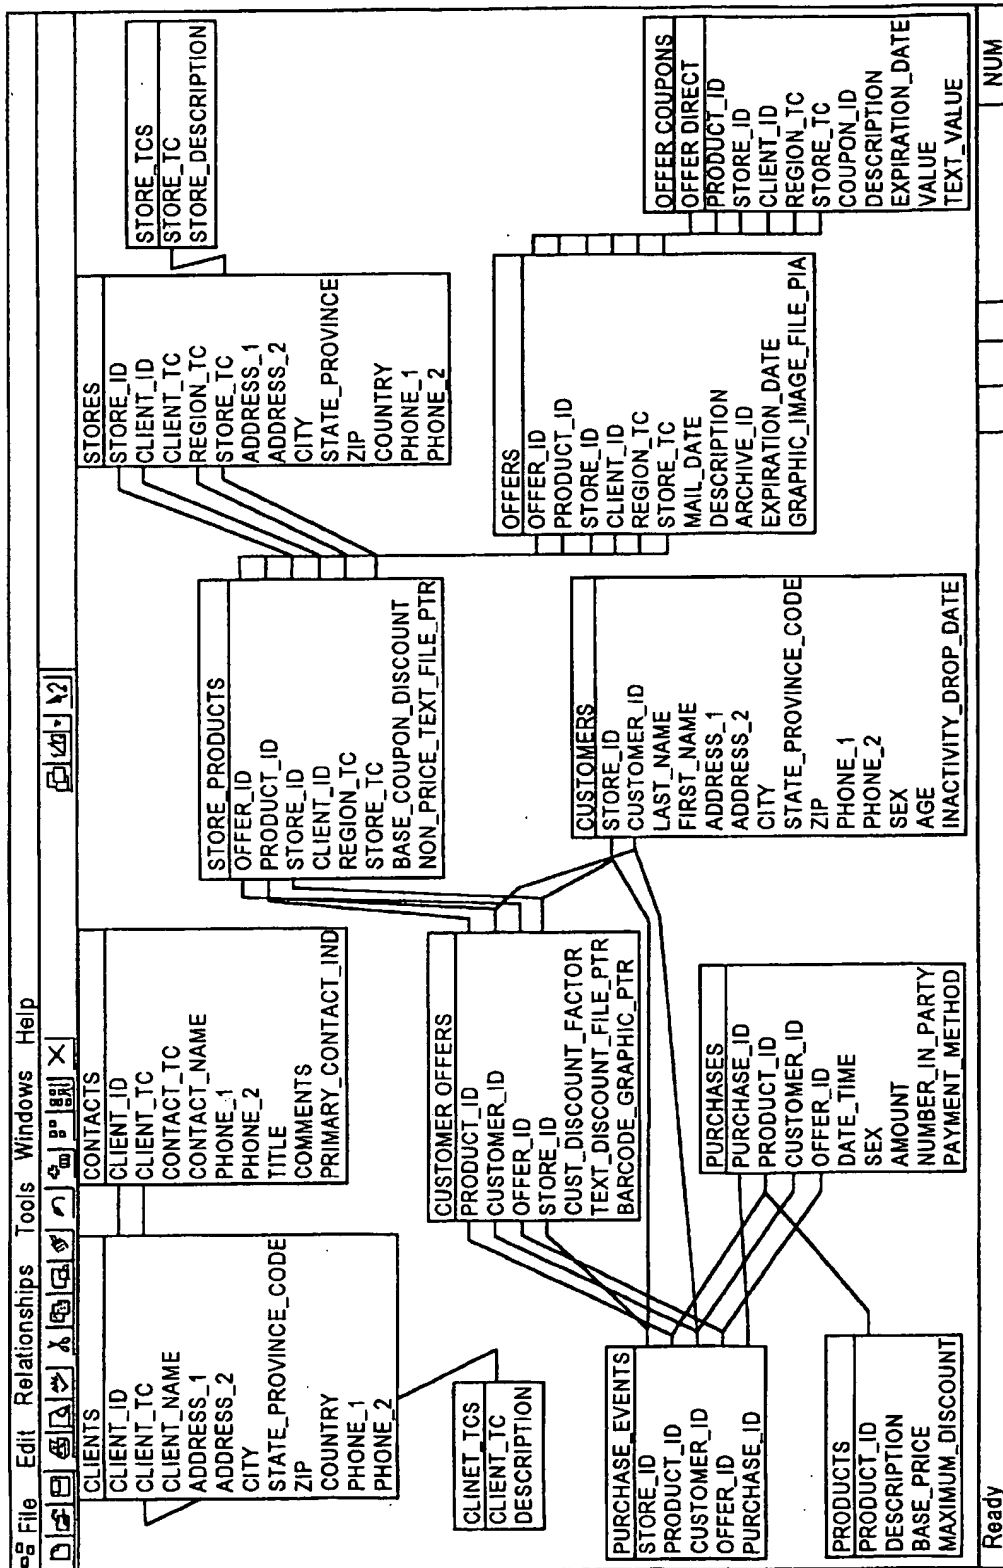 File Edit Relationships Tools Windows Help
CLIENTS
CLIENT_ID
CLIENT_TC
CLIENT_NAME
ADDRESS_1
ADDRESS_2
CITY
STATE_PROVINCE_CODE
ZIP
COUNTRY
PHONE_1
PHONE_2
CONTACTS
CLIENT_ID
CLIENT_TC
CONTACT_TC
CONTACT_NAME
PHONE_1
PHONE_2
TITLE
COMMENTS
PRIMARY_CONTACT_IND
STORE_PRODUCTS
OFFER_ID
PRODUCT_ID
STORE_ID
CLIENT_ID
REGION_TC
STORE_TC
BASE_COUPON_DISCOUNT
NON_PRICE_TEXT_FILE_PTR
STORES
STORE_ID
CLIENT_ID
CLIENT_TC
REGION_TC
STORE_TC
ADDRESS_1
ADDRESS_2
CITY
STATE_PROVINCE
ZIP
COUNTRY
PHONE_1
PHONE_2
STORE_TCS
STORE_TC
STORE_DESCRIPTION
CLINET_TCS
CLIENT_TC
DESCRIPTION
CUSTOMER OFFERS
PRODUCT_ID
CUSTOMER_ID
OFFER_ID
STORE_ID
CUST_DISCOUNT_FACTOR
TEXT_DISCOUNT_FILE_PTR
BARCODE_GRAPHIC_PTR
OFFERS
OFFER_ID
PRODUCT_ID
STORE_ID
CLIENT_ID
REGION_TC
STORE_TC
MAIL_DATE
DESCRIPTION
ARCHIVE_ID
EXPIRATION_DATE
GRAPHIC_IMAGE_FILE_PIA
OFFER COUPONS
OFFER DIRECT
PRODUCT_ID
STORE_ID
CLIENT_ID
REGION_TC
STORE_TC
COUPON_ID
DESCRIPTION
EXPIRATION_DATE
VALUE
TEXT_VALUE
PURCHASE_EVENTS
STORE_ID
PRODUCT_ID
CUSTOMER_ID
OFFER_ID
PURCHASE_ID
CUSTOMERS
STORE_ID
CUSTOMER_ID
LAST_NAME
FIRST_NAME
ADDRESS_1
ADDRESS_2
CITY
STATE_PROVINCE_CODE
ZIP
PHONE_1
PHONE_2
SEX
AGE
INACTIVITY_DROP_DATE
PURCHASES
PURCHASE_ID
PRODUCT_ID
CUSTOMER_ID
OFFER_ID
DATE_TIME
SEX
AMOUNT
NUMBER_IN_PARTY
PAYMENT_METHOD
PRODUCTS
PRODUCT_ID
DESCRIPTION
BASE_PRICE
MAXIMUM_DISCOUNT
Ready
NUM